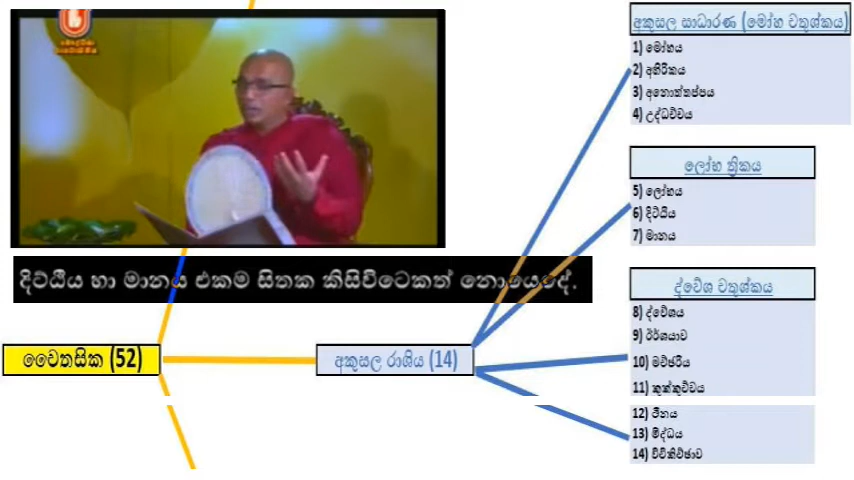 අකුසල සාධාරණ (මෝහ චතුශ්කය)
1) මෝහය
2) අහිරිකය
3) අනොත්තප්පය
4) උද්ධච්චය
ලෝභ ත්‍රිකය
5) ලෝභය
6) දිට්ඨිය
7) මානය
දිට්ඨිය හා මානය එකම සිතක කිසිවිටෙකත් නොයෙදේ.
ද්වේශ චතුශ්කය
8) ද්වේශය
9) ඊර්ශයාව
10) මච්ඡරිය
11) කුක්කුච්චය
චෛතසික (52)
අකුසල රාශිය (14)
12) ථීනය
13) මිද්ධය
14) විචිකිච්ඡාව